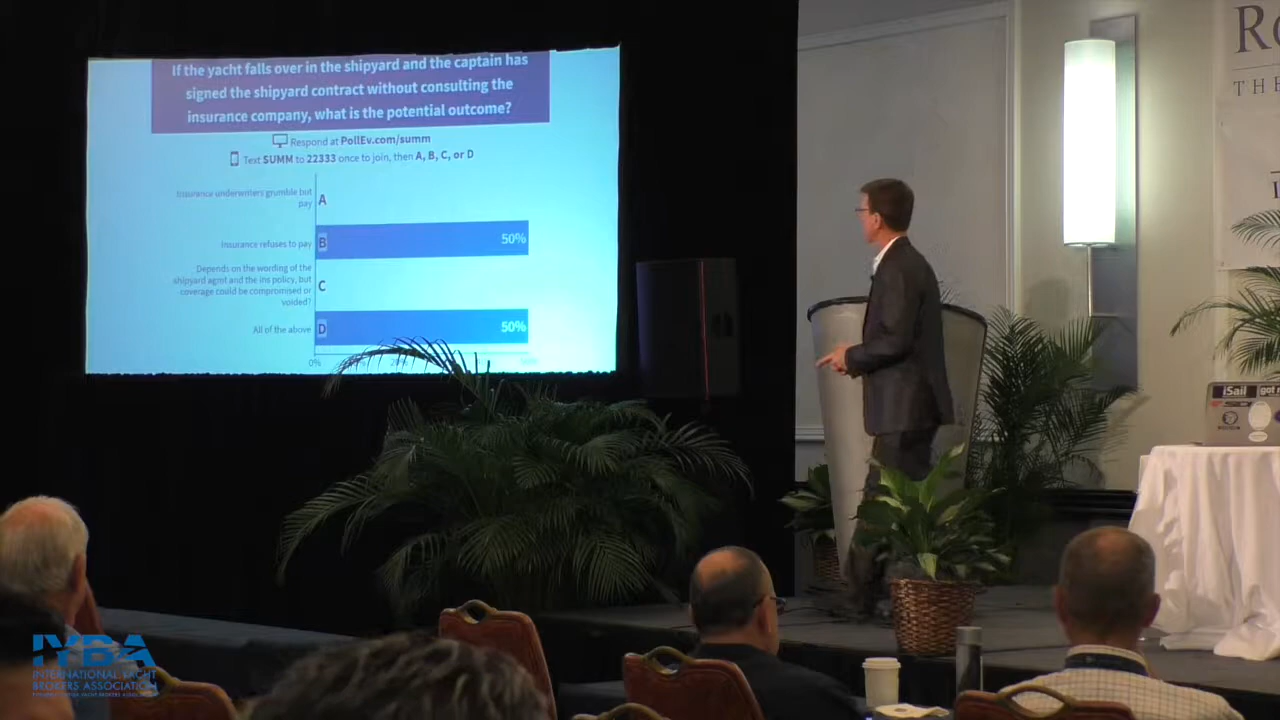 If the yacht falls over in the shipyard and the captain has
signed the shipyard contract without consulting the
insurance company, what is the potential outcome?
Respond at PollEv.com/summ
Text SUMM to 22333 once to join, then A, B, C, or D
Insurance underwriters grumble but
pay
A
Insurance refuses to pay
B
50%
Depends on the wording of the
shipyard agmt and the ins policy, but
coverage could be compromised or
voided?
C
All of the above
D
50%
0%
THE
iSail
got
IYBA
INTERNATIONAL YACHT
BROKERS ASSOCIATION